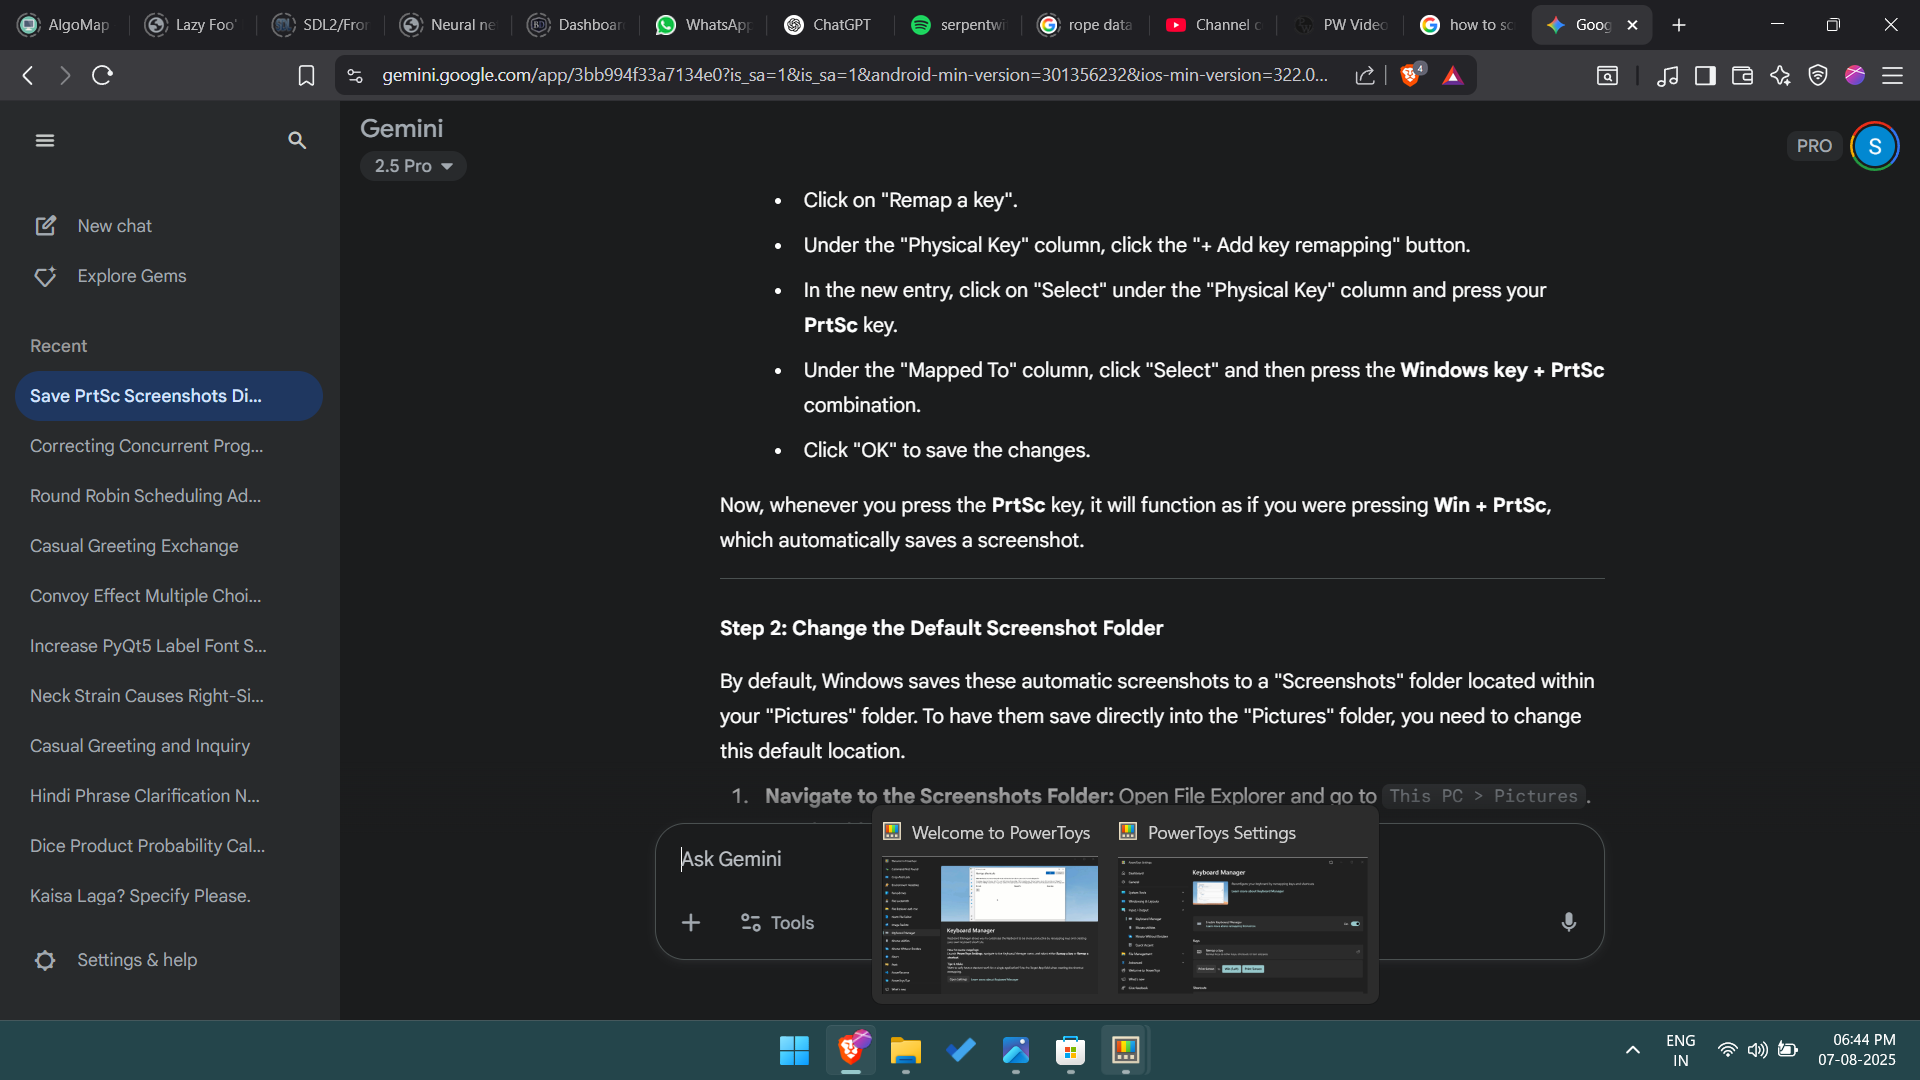 AlgoMap
Lazy Foo'
SDL2/Fror
Neural ne
Dashboar
WhatsApp
ChatGPT
serpentwi
rope data
Channel c
PW Video
how to sc
Goog
gemini.google.com/app/3bb994f33a7134e0?is_sa=1&is_sa=1&android-min-version=301356232&ios-min-version=322.0...
4
Gemini
2.5 Pro
PRO
S
New chat
Explore Gems
Recent
Save PrtSc Screenshots Di...
Correcting Concurrent Prog...
Round Robin Scheduling Ad...
Casual Greeting Exchange
Convoy Effect Multiple Choi...
Increase PyQt5 Label Font S...
Neck Strain Causes Right-Si...
Casual Greeting and Inquiry
Hindi Phrase Clarification N...
Dice Product Probability Cal...
Kaisa Laga? Specify Please.
Settings & help
• Click on "Remap a key".
• Under the "Physical Key" column, click the "+ Add key remapping" button.
• In the new entry, click on "Select" under the "Physical Key" column and press your
PrtSc key.
• Under the "Mapped To" column, click "Select" and then press the Windows key + PrtSc
combination.
• Click "OK" to save the changes.
Now, whenever you press the PrtSc key, it will function as if you were pressing Win + PrtSc,
which automatically saves a screenshot.
Step 2: Change the Default Screenshot Folder
By default, Windows saves these automatic screenshots to a "Screenshots" folder located within
your "Pictures" folder. To have them save directly into the "Pictures" folder, you need to change
this default location.
1. Navigate to the Screenshots Folder: Open File Explorer and go to This PC > Pictures.
Ask Gemini
Tools
Welcome to PowerToys
Keyboard Manager
PowerToys Settings
Keyboard Manager
ENG
IN
06:44 PM
07-08-2025